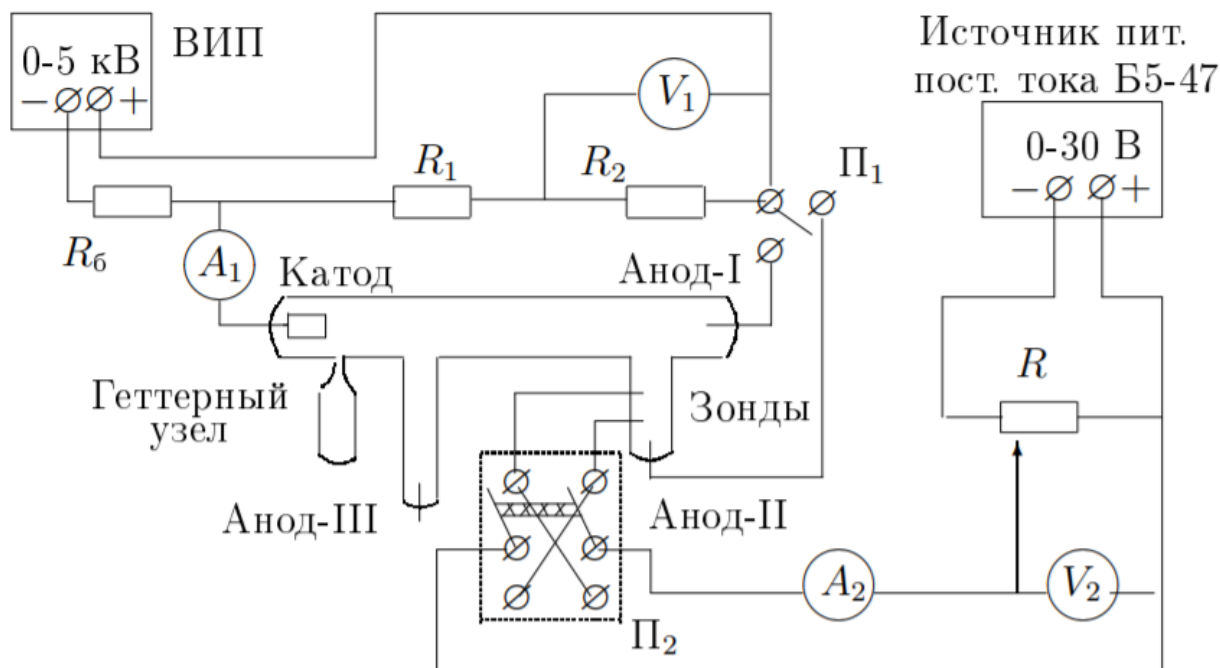 ВИП
0-5 кВ
− +
Источник пит.
пост. тока Б5-47
0-30 В
− +
V₁
R₁
R₂
П₁
R_б
A₁
Катод
Анод-I
R
Геттерный
узел
Зонды
Анод-III
Анод-II
A₂
V₂
П₂